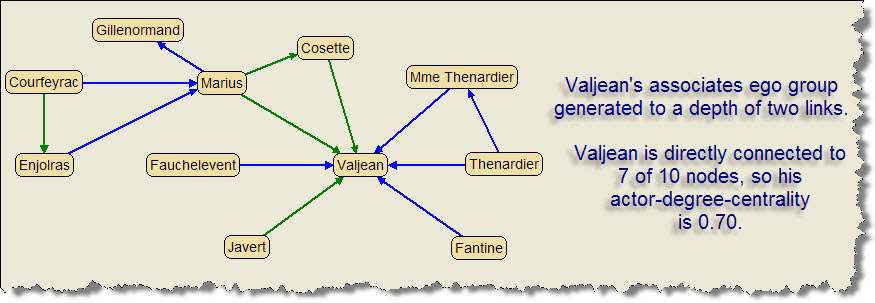 Gillenormand
Cosette
Courfeyrac
Marius
Mme Thenardier
Enjolras
Fauchelevent
Valjean
Thenardier
Javert
Fantine
Valjean's associates ego group
generated to a depth of two links.
Valjean is directly connected to
7 of 10 nodes, so his
actor-degree-centrality
is 0.70.